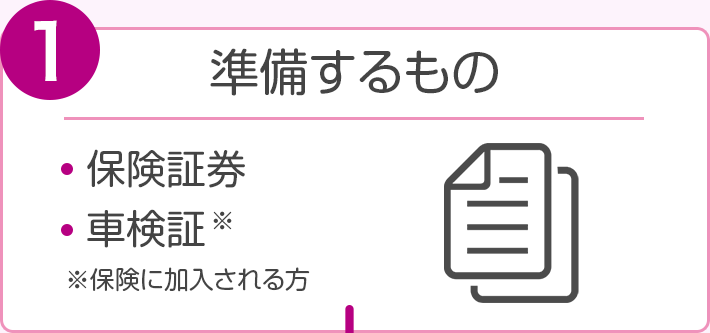 1
準備するもの
• 保険証券
• 車検証※
※保険に加入される方